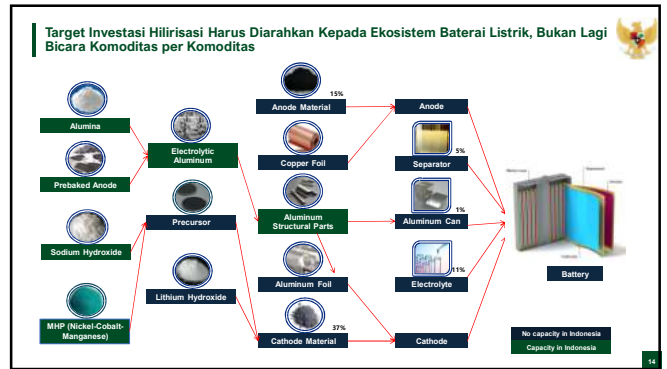 Target Investasi Hilirisasi Harus Diarahkan Kepada Ekosistem Baterai Listrik, Bukan Lagi
Bicara Komoditas per Komoditas
Alumina
Prebaked Anode
Sodium Hydroxide
MHP (Nickel-Cobalt-
Manganese)
Electrolytic
Aluminum
Precursor
Lithium Hydroxide
15%
Anode Material
Copper Foil
Aluminum
Structural Parts
Aluminum Foil
37%
Cathode Material
Anode
5%
Separator
1%
Aluminum Can
11%
Electrolyte
Cathode
Battery
No capacity in Indonesia
Capacity in Indonesia
14